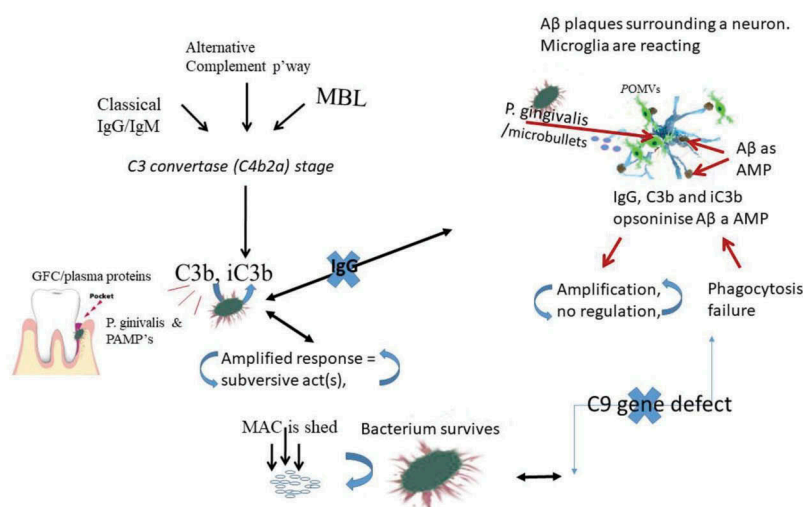 Aβ plaques surrounding a neuron.
Microglia are reacting
Alternative
Complement p'way
MBL
Classical
IgG/IgM
C3 convertase (C4b2a) stage
POMVs
P. gingivalis
/microbullets
Aβ as
AMP
IgG, C3b and iC3b
opsoninise Aβ a AMP
C3b, iC3b
IgG
GFC/plasma proteins
Pocket
P. ginivalis &
PAMP's
Amplification,
no regulation,
Phagocytosis
failure
Amplified response =
subversive act(s),
C9 gene defect
MAC is shed
Bacterium survives